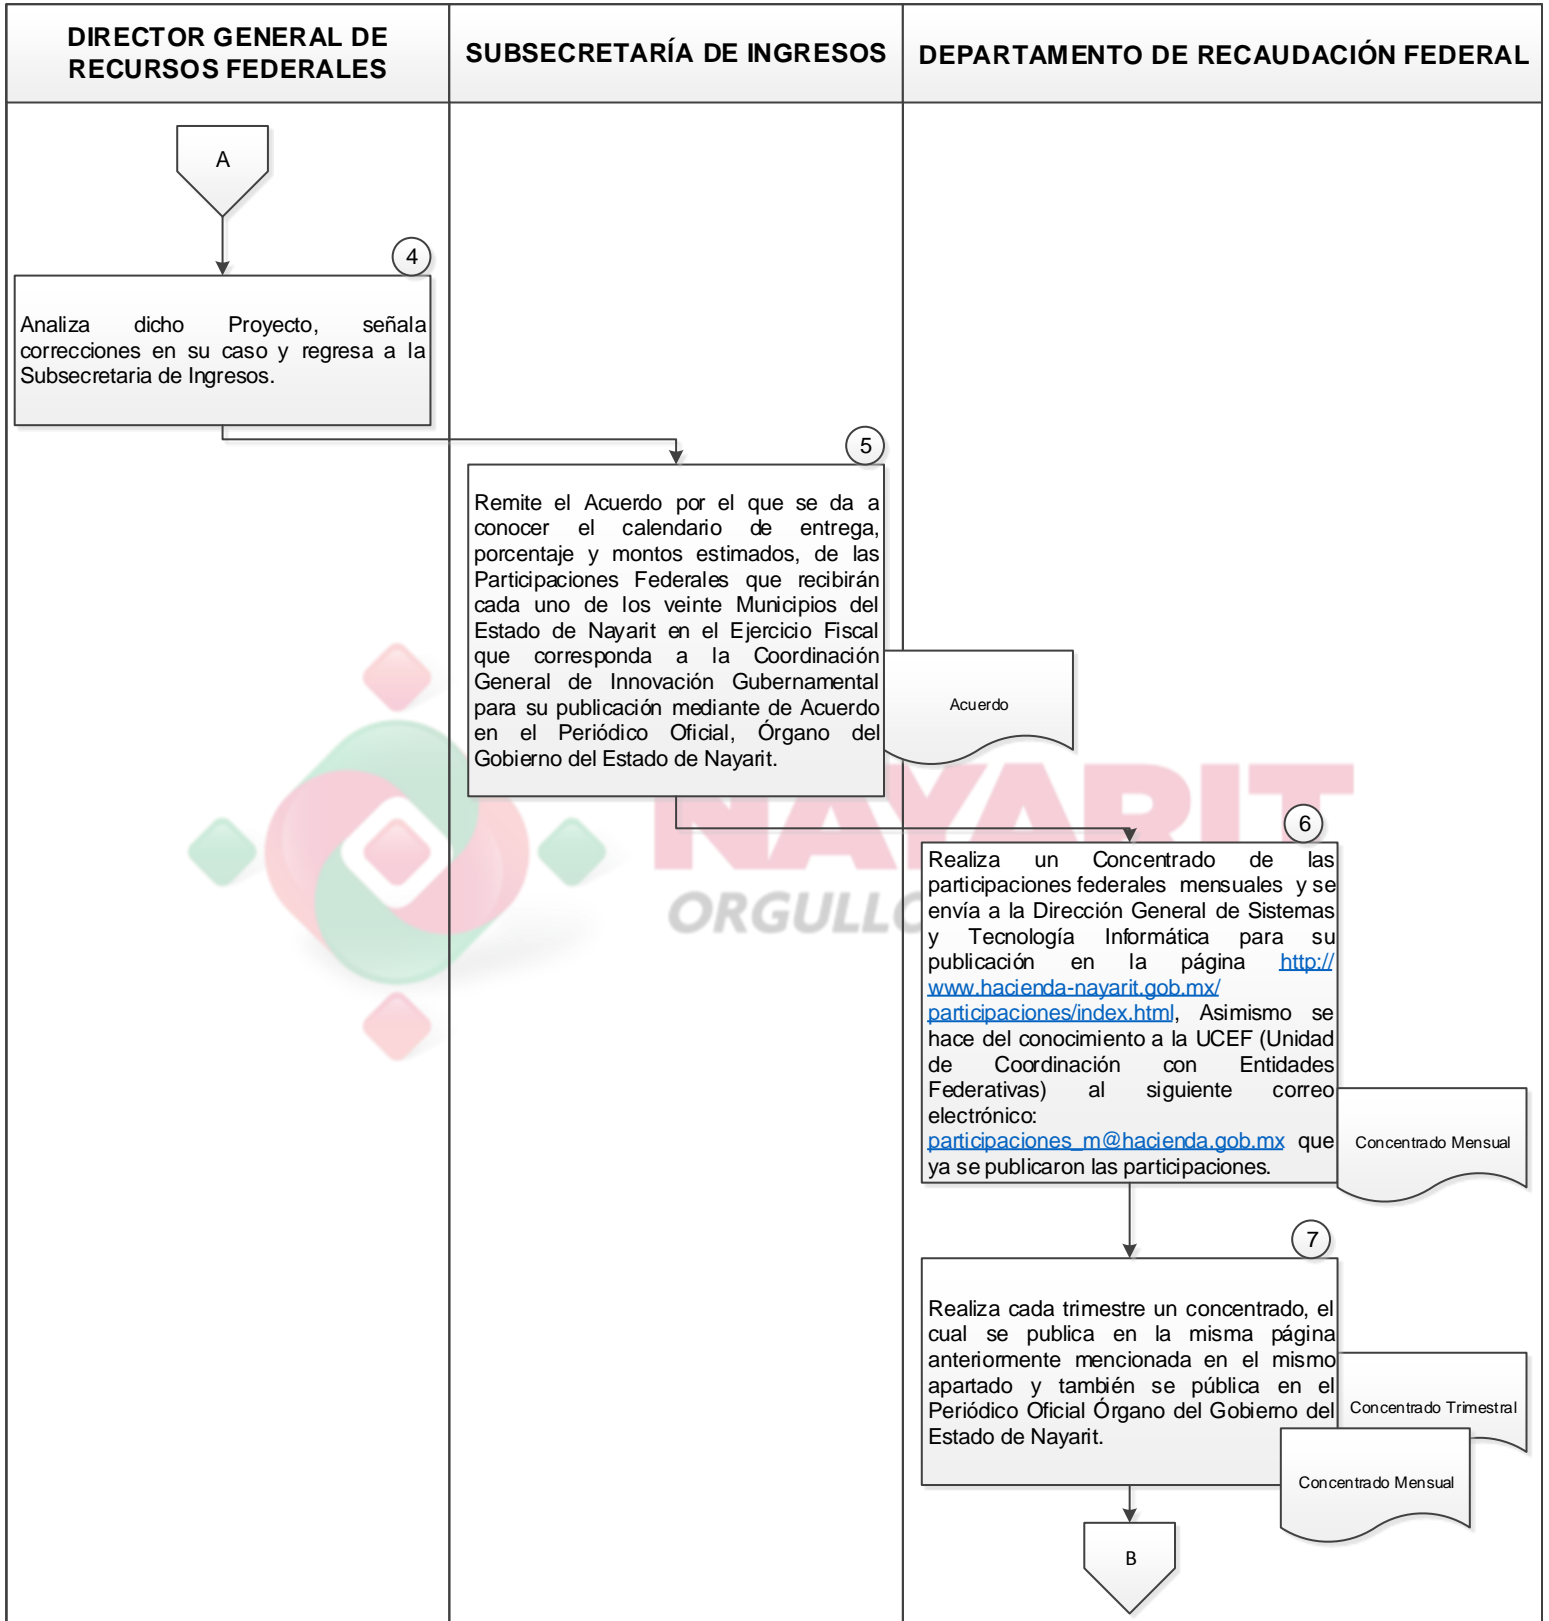 DIRECTOR GENERAL DE
RECURSOS FEDERALES
SUBSECRETARÍA DE INGRESOS
DEPARTAMENTO DE RECAUDACIÓN FEDERAL
A
4
Analiza dicho Proyecto, señala
correcciones en su caso y regresa a la
Subsecretaria de Ingresos.
5
Remite el Acuerdo por el que se da a
conocer el calendario de entrega,
porcentaje y montos estimados, de las
Participaciones Federales que recibirán
cada uno de los veinte Municipios del
Estado de Nayarit en el Ejercicio Fiscal
que corresponda a la Coordinación
General de Innovación Gubernamental
para su publicación mediante de Acuerdo
en el Periódico Oficial, Órgano del
Gobierno del Estado de Nayarit.
Acuerdo
NAYARIT
ORGULLO
6
Realiza un Concentrado de las
participaciones federales mensuales y se
envía a la Dirección General de Sistemas
y Tecnología Informática para su
publicación en la página http://
www.hacienda-nayarit.gob.mx/
participaciones/index.html, Asimismo se
hace del conocimiento a la UCEF (Unidad
de Coordinación con Entidades
Federativas) al siguiente correo
electrónico:
participaciones_m@hacienda.gob.mx que
ya se publicaron las participaciones.
Concentrado Mensual
7
Realiza cada trimestre un concentrado, el
cual se publica en la misma página
anteriormente mencionada en el mismo
apartado y también se pública en el
Periódico Oficial Órgano del Gobierno del
Estado de Nayarit.
Concentrado Trimestral
Concentrado Mensual
B